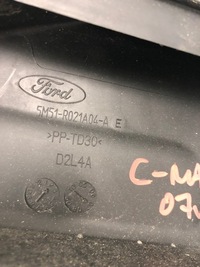 Ford
5M51-R021A04-A E
>PP-TD30<
D2L4A
C-MA
07